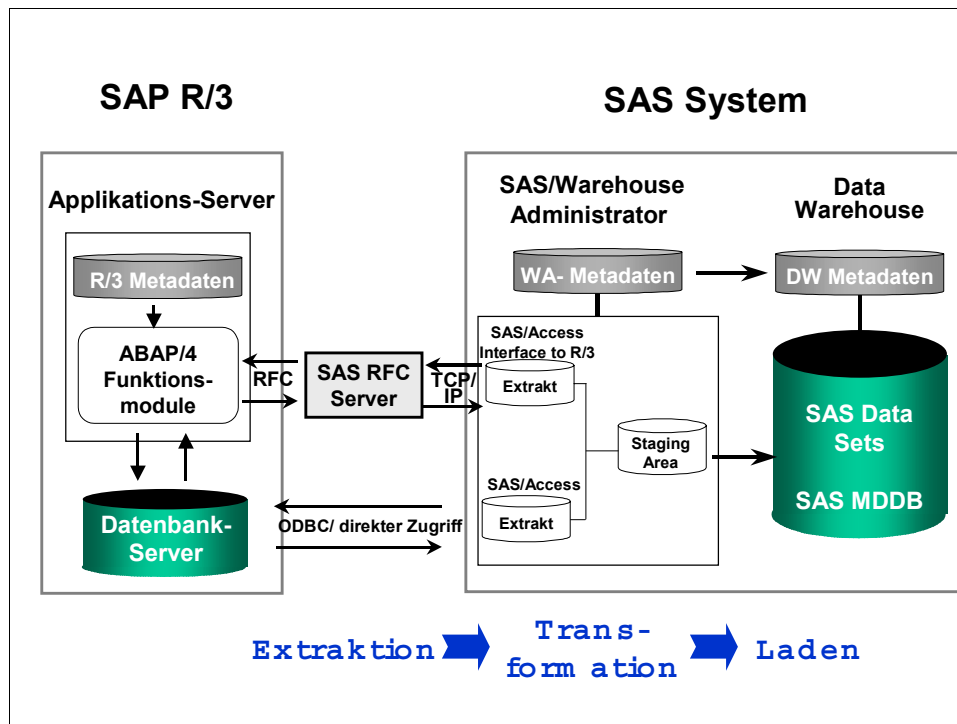 SAP R/3
SAS System
Applikations-Server
SAS/Warehouse
Administrator
Data
Warehouse
R/3 Metadaten
WA- Metadaten
DW Metadaten
ABAP/4
Funktions-
module
RFC
SAS RFC
Server
TCP/
IP
SAS/Access
Interface to R/3
Extrakt
Staging
Area
SAS/Access
Extrakt
SAS Data
Sets
SAS MDDB
Datenbank-
Server
ODBC/ direkter Zugriff
Extraktion
Trans-
form ation
Laden